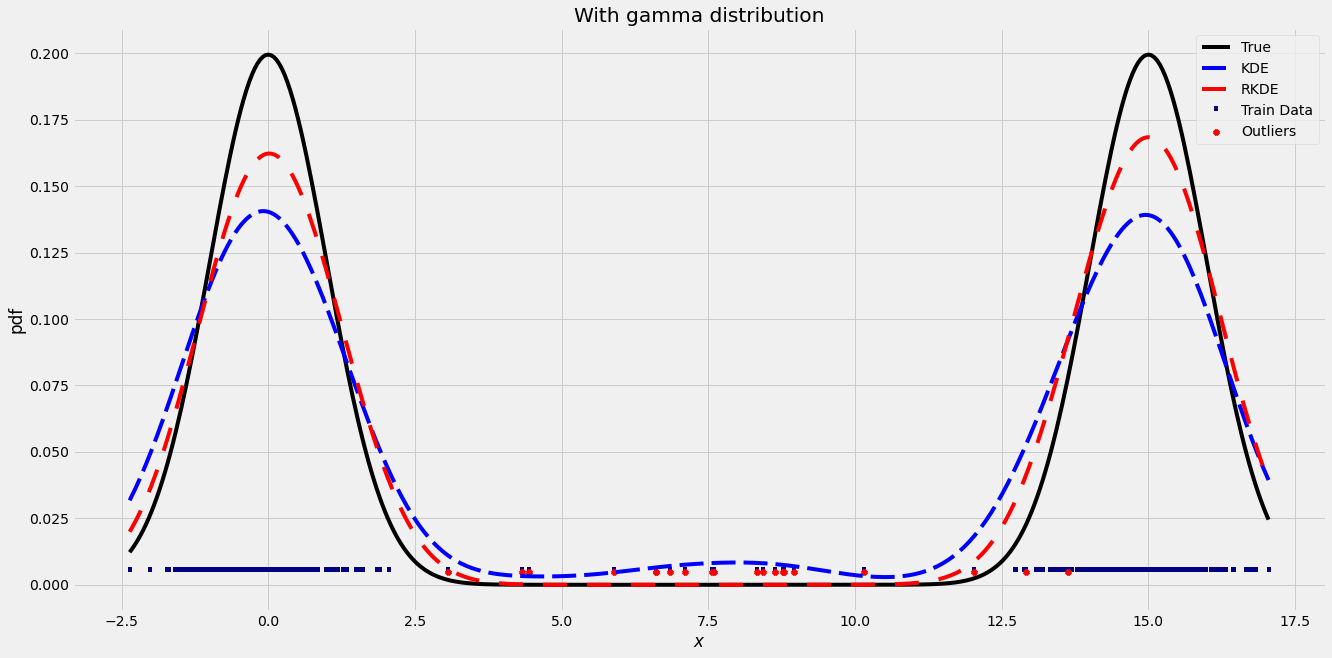 With gamma distribution
True
KDE
RKDE
Train Data
Outliers
pdf
0.200
0.175
0.150
0.125
0.100
0.075
0.050
0.025
0.000
−2.5 0.0 2.5 5.0 7.5 10.0 12.5 15.0 17.5
x